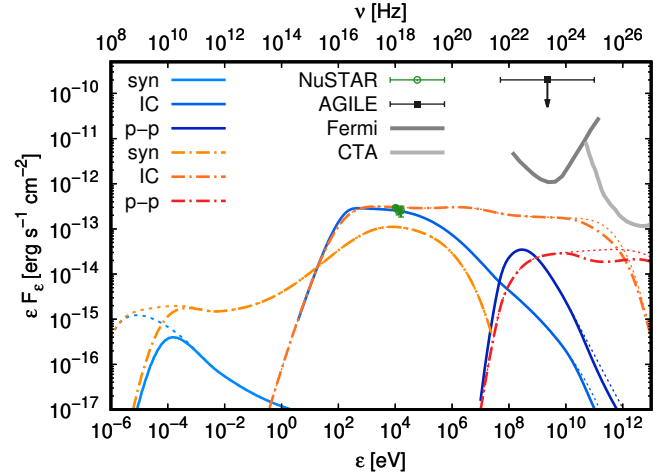 ν [Hz]
10^10 10^12 10^14 10^16 10^18 10^20 10^22 10^24 10^26
ε F_ε [erg s^−1 cm^−2]
10^−10
10^−11
10^−12
10^−13
10^−14
10^−15
10^−16
10^−17
syn
IC
p−p
syn
IC
p−p
NuSTAR
AGILE
Fermi
CTA
10^−6 10^−4 10^−2 10^0 10^2 10^4 10^6 10^8 10^10 10^12
ε [eV]